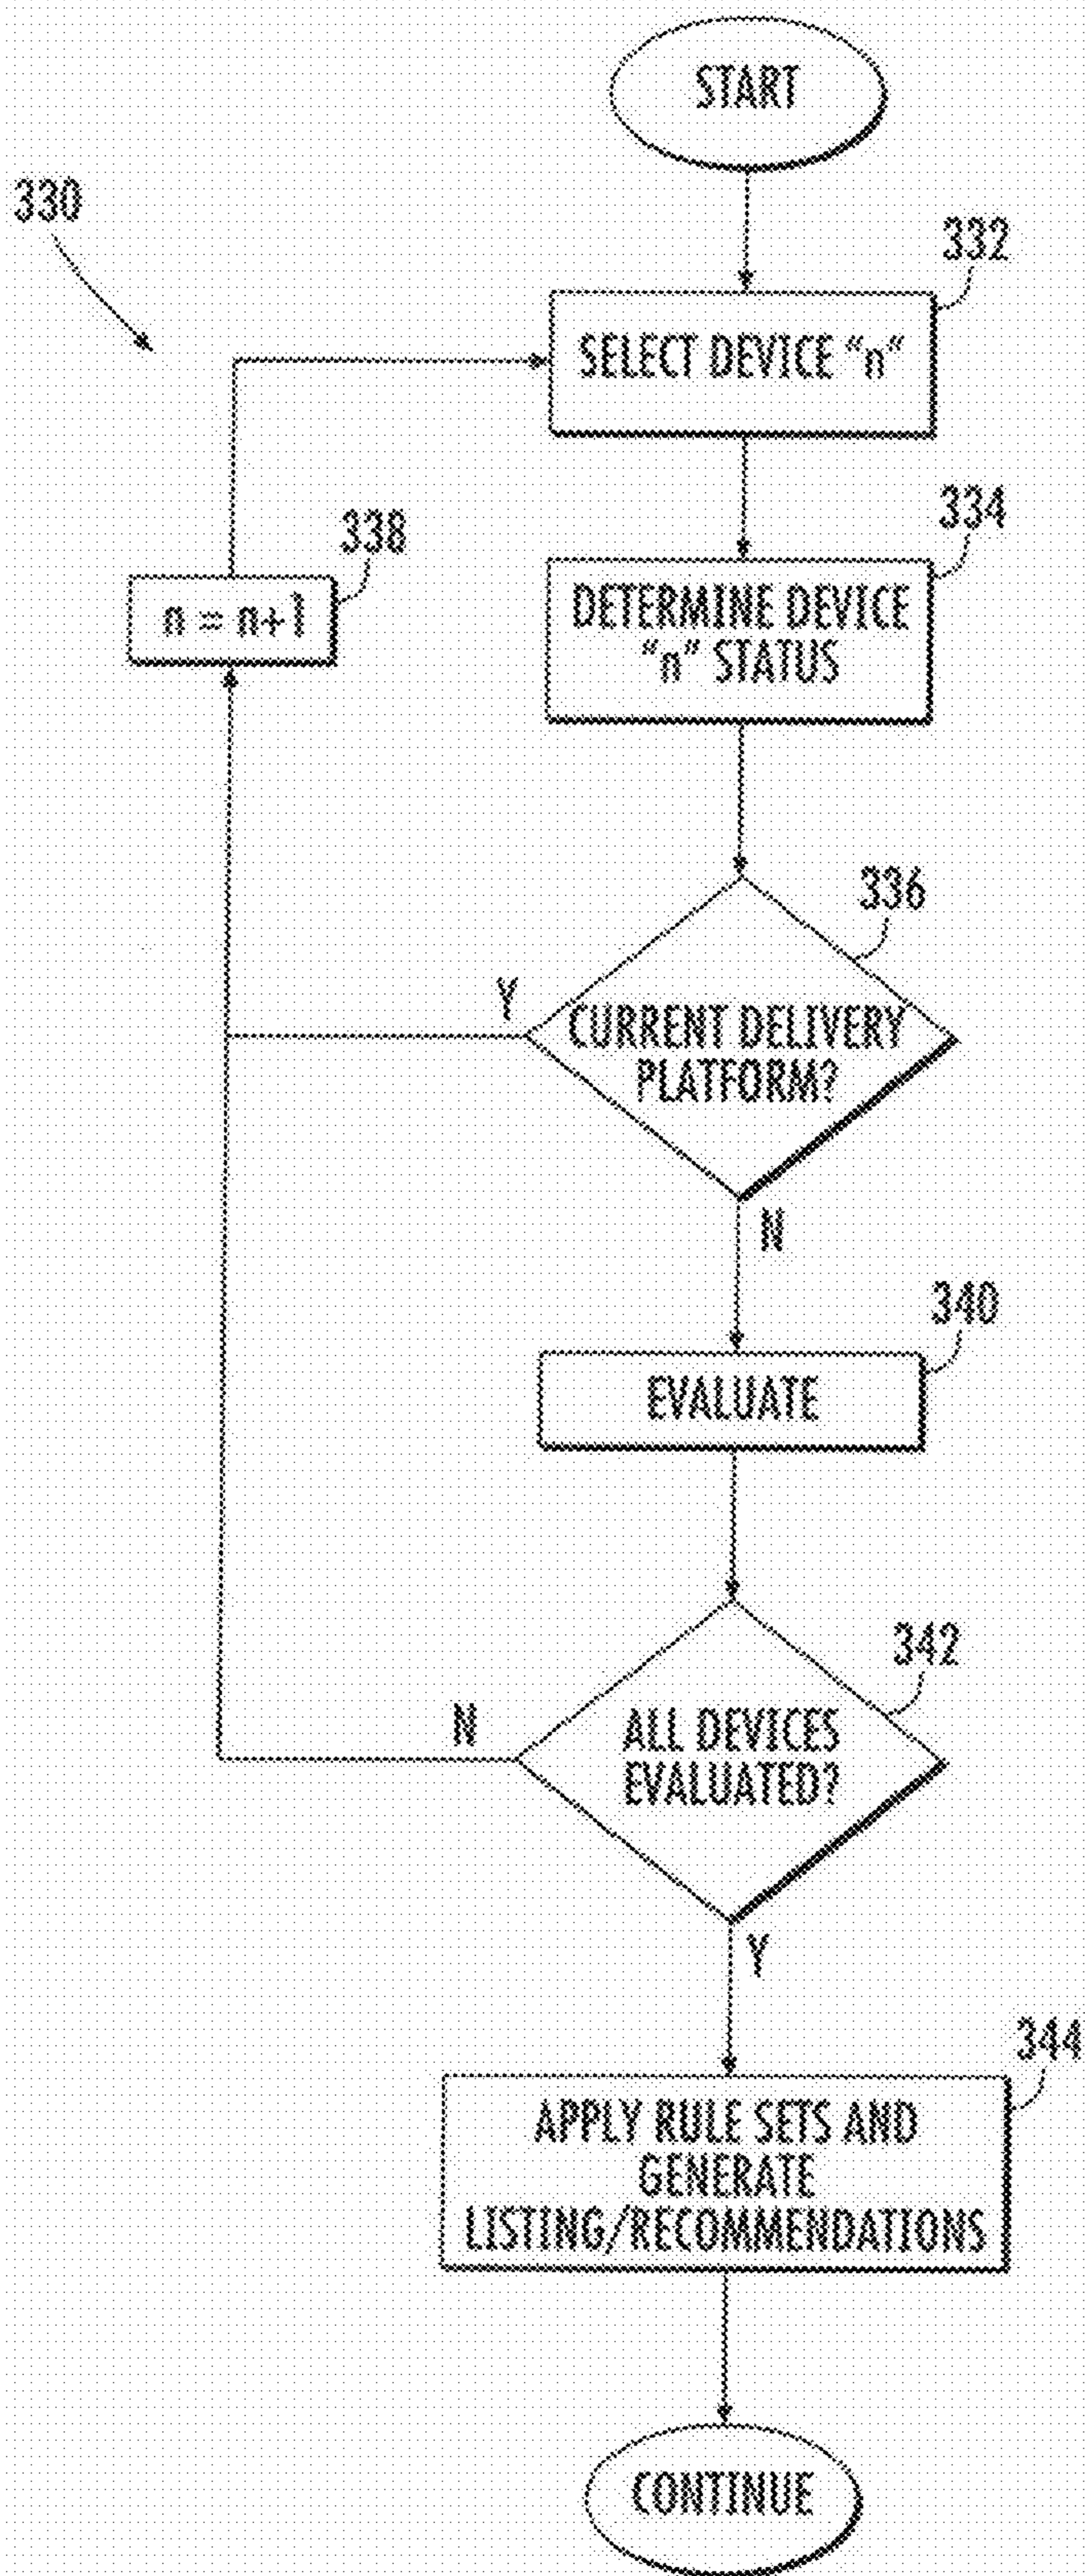 START
330
332
SELECT DEVICE "n"
334
338
DETERMINE DEVICE
"n" STATUS
n = n+1
336
Y
CURRENT DELIVERY
PLATFORM?
N
340
EVALUATE
342
N
ALL DEVICES
EVALUATED?
Y
344
APPLY RULE SETS AND
GENERATE
LISTING/RECOMMENDATIONS
CONTINUE